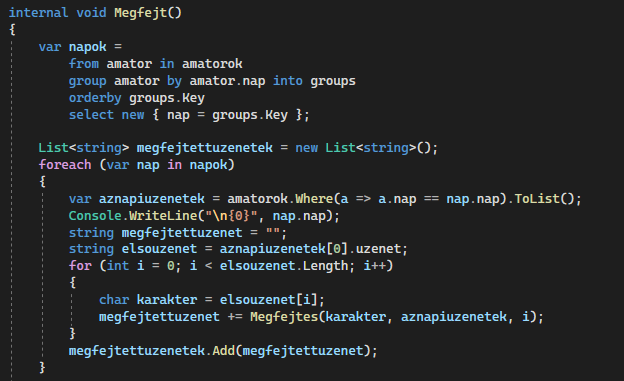 internal void Megfejt()
{
    var napok =
        from amator in amatorok
        group amator by amator.nap into groups
        orderby groups.Key
        select new { nap = groups.Key };

    List<string> megfejtettuzenetek = new List<string>();
    foreach (var nap in napok)
    {
        var aznapiuzenetek = amatorok.Where(a => a.nap == nap.nap).ToList();
        Console.WriteLine("\n{0}", nap.nap);
        string megfejtettuzenet = "";
        string elsouzenet = aznapiuzenetek[0].uzenet;
        for (int i = 0; i < elsouzenet.Length; i++)
        {
            char karakter = elsouzenet[i];
            megfejtettuzenet += Megfejtes(karakter, aznapiuzenetek, i);
        }
        megfejtettuzenetek.Add(megfejtettuzenet);
    }